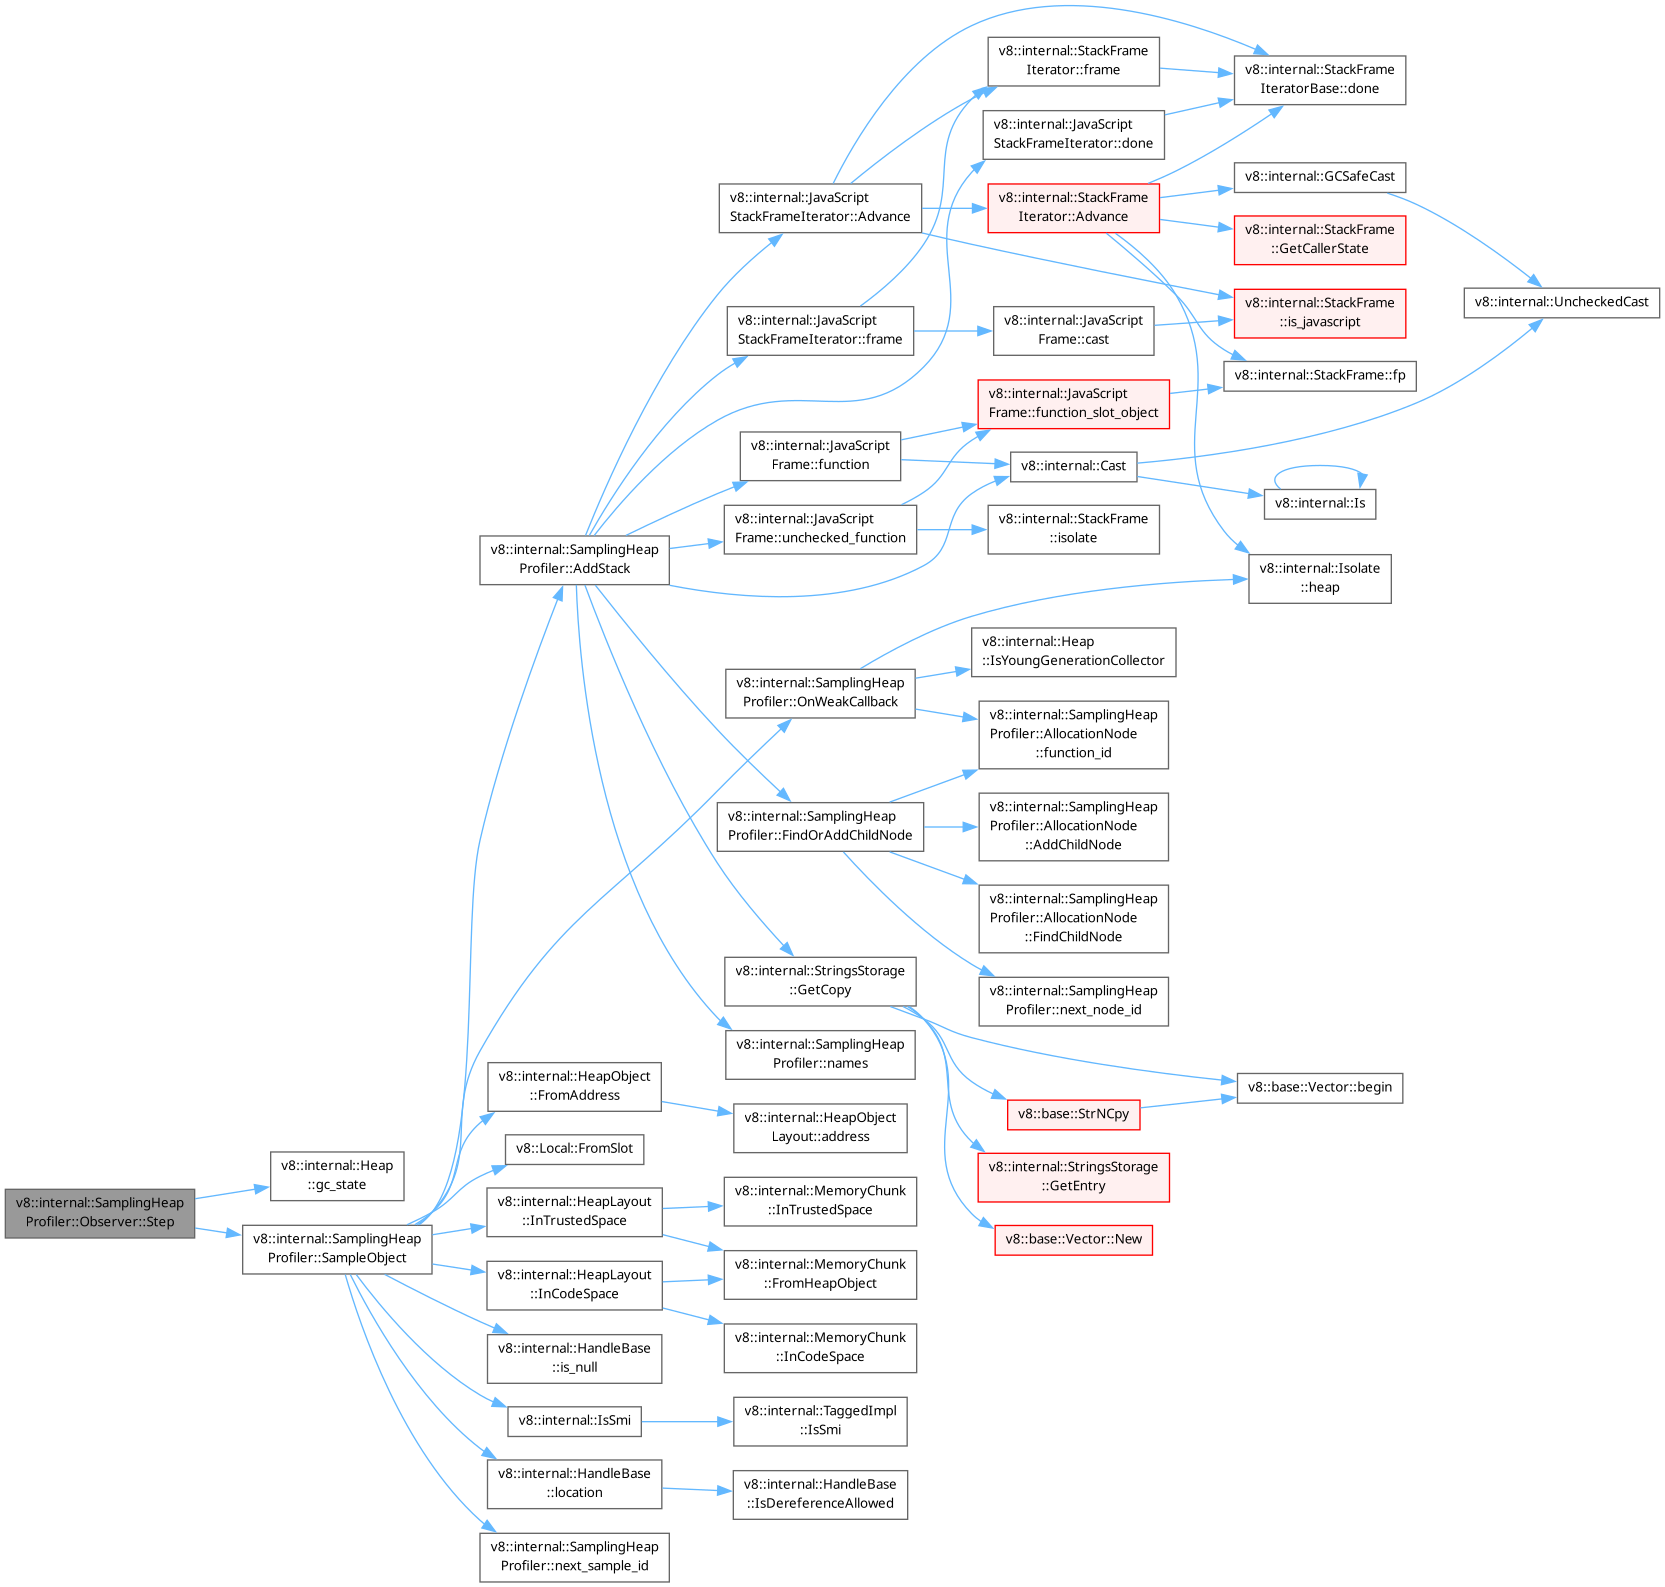 v8::internal::SamplingHeap
Profiler::Observer::Step
v8::internal::Heap
::gc_state
v8::internal::SamplingHeap
Profiler::SampleObject
v8::internal::SamplingHeap
Profiler::AddStack
v8::internal::HeapObject
::FromAddress
v8::Local::FromSlot
v8::internal::HeapLayout
::InTrustedSpace
v8::internal::HeapLayout
::InCodeSpace
v8::internal::HandleBase
::is_null
v8::internal::IsSmi
v8::internal::HandleBase
::location
v8::internal::SamplingHeap
Profiler::next_sample_id
v8::internal::JavaScript
StackFrameIterator::Advance
v8::internal::JavaScript
StackFrameIterator::frame
v8::internal::JavaScript
Frame::function
v8::internal::JavaScript
Frame::unchecked_function
v8::internal::SamplingHeap
Profiler::OnWeakCallback
v8::internal::SamplingHeap
Profiler::FindOrAddChildNode
v8::internal::StringsStorage
::GetCopy
v8::internal::SamplingHeap
Profiler::names
v8::internal::HeapObject
Layout::address
v8::internal::MemoryChunk
::InTrustedSpace
v8::internal::MemoryChunk
::FromHeapObject
v8::internal::MemoryChunk
::InCodeSpace
v8::internal::TaggedImpl
::IsSmi
v8::internal::HandleBase
::IsDereferenceAllowed
v8::internal::StackFrame
Iterator::frame
v8::internal::JavaScript
StackFrameIterator::done
v8::internal::StackFrame
Iterator::Advance
v8::internal::JavaScript
Frame::cast
v8::internal::JavaScript
Frame::function_slot_object
v8::internal::Cast
v8::internal::StackFrame
::isolate
v8::internal::Heap
::IsYoungGenerationCollector
v8::internal::SamplingHeap
Profiler::AllocationNode
::function_id
v8::internal::SamplingHeap
Profiler::AllocationNode
::AddChildNode
v8::internal::SamplingHeap
Profiler::AllocationNode
::FindChildNode
v8::internal::SamplingHeap
Profiler::next_node_id
v8::base::StrNCpy
v8::internal::StringsStorage
::GetEntry
v8::base::Vector::New
v8::internal::StackFrame
IteratorBase::done
v8::internal::GCSafeCast
v8::internal::StackFrame
::GetCallerState
v8::internal::StackFrame
::is_javascript
v8::internal::StackFrame::fp
v8::internal::Is
v8::internal::Isolate
::heap
v8::base::Vector::begin
v8::internal::UncheckedCast